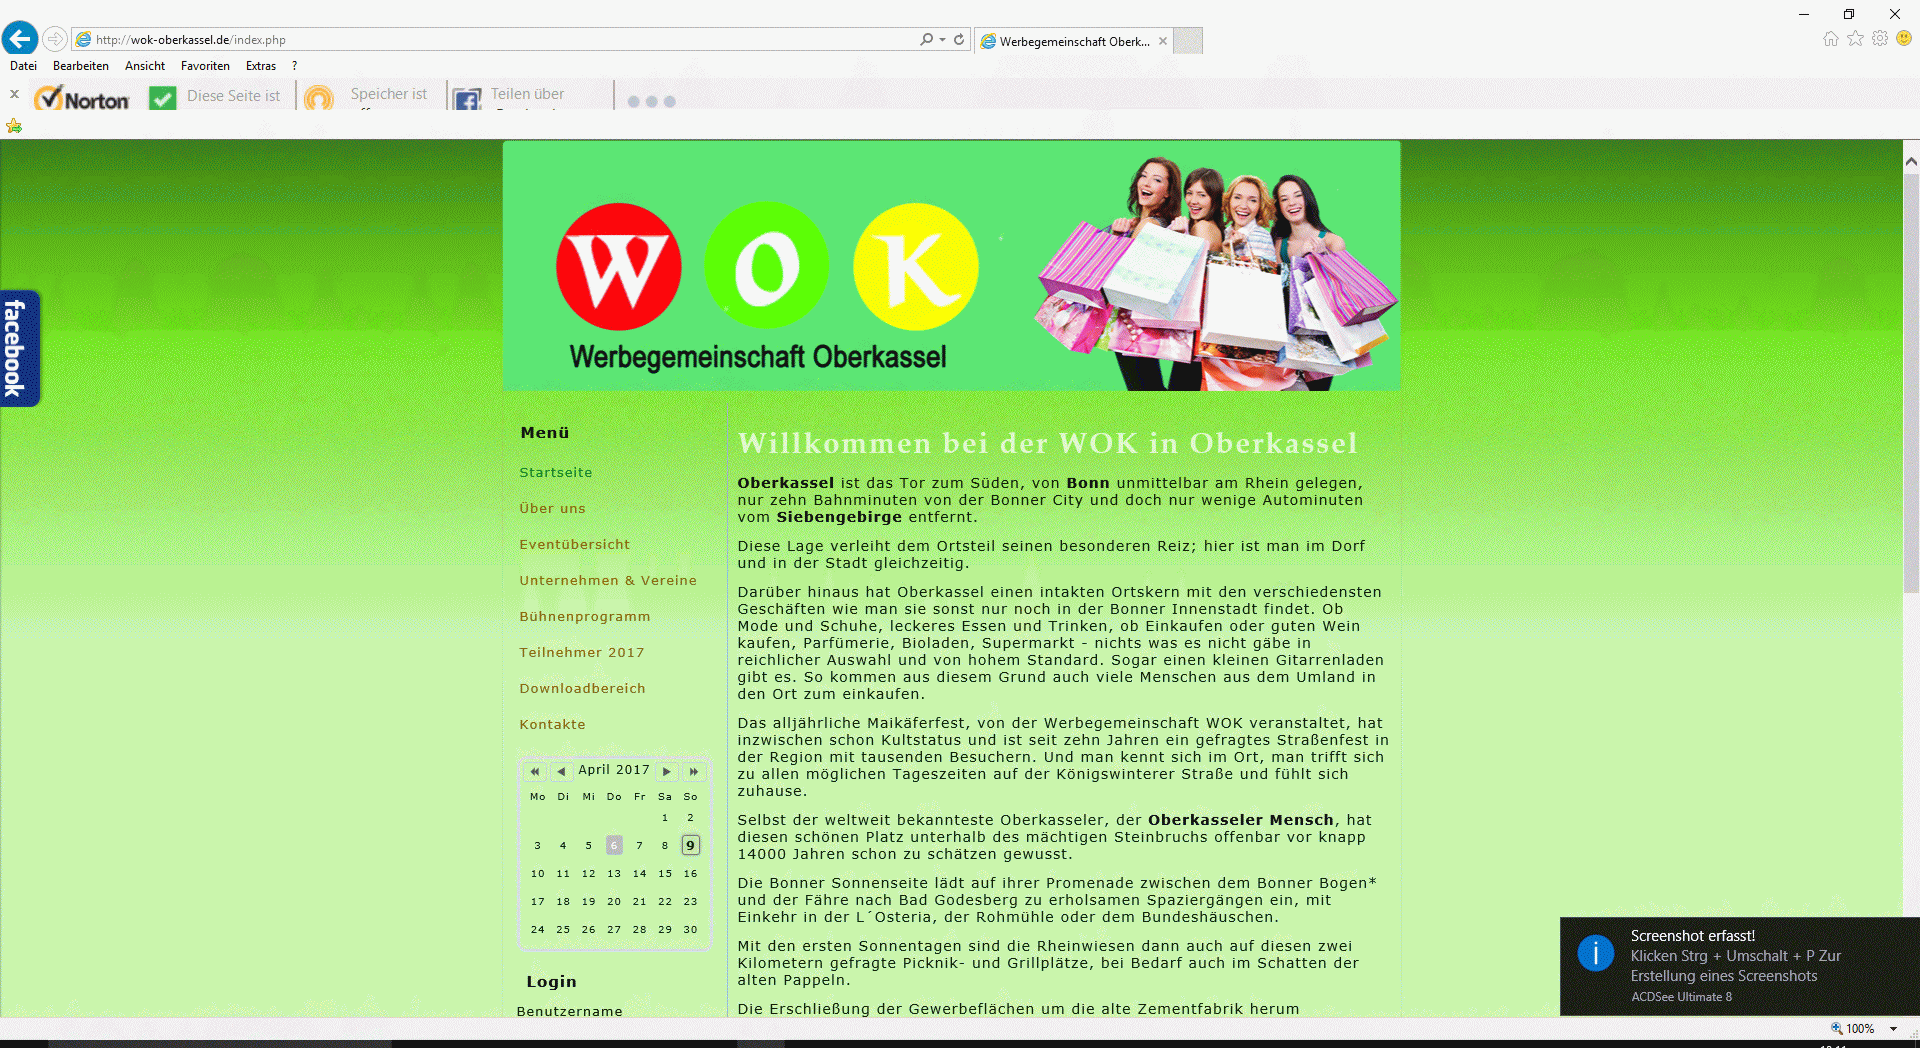 http://wok-oberkassel.de/index.php
Werbegemeinschaft Oberk...
Datei Bearbeiten Ansicht Favoriten Extras ?
x Norton Diese Seite ist Speicher ist Teilen über
facebook
WOK
Werbegemeinschaft Oberkassel
Menü
Startseite
Über uns
Eventübersicht
Unternehmen & Vereine
Bühnenprogramm
Teilnehmer 2017
Downloadbereich
Kontakte
April 2017
Mo Di Mi Do Fr Sa So
1 2
3 4 5 6 7 8 9
10 11 12 13 14 15 16
17 18 19 20 21 22 23
24 25 26 27 28 29 30
Login
Benutzername
Willkommen bei der WOK in Oberkassel
Oberkassel ist das Tor zum Süden, von Bonn unmittelbar am Rhein gelegen,
nur zehn Bahnminuten von der Bonner City und doch nur wenige Autominuten
vom Siebengebirge entfernt.
Diese Lage verleiht dem Ortsteil seinen besonderen Reiz; hier ist man im Dorf
und in der Stadt gleichzeitig.
Darüber hinaus hat Oberkassel einen intakten Ortskern mit den verschiedensten
Geschäften wie man sie sonst nur noch in der Bonner Innenstadt findet. Ob
Mode und Schuhe, leckeres Essen und Trinken, ob Einkaufen oder guten Wein
kaufen, Parfümerie, Bioladen, Supermarkt - nichts was es nicht gäbe in
reichlicher Auswahl und von hohem Standard. Sogar einen kleinen Gitarrenladen
gibt es. So kommen aus diesem Grund auch viele Menschen aus dem Umland in
den Ort zum einkaufen.
Das alljährliche Maikäferfest, von der Werbegemeinschaft WOK veranstaltet, hat
inzwischen schon Kultstatus und ist seit zehn Jahren ein gefragtes Straßenfest in
der Region mit tausenden Besuchern. Und man kennt sich im Ort, man trifft sich
zu allen möglichen Tageszeiten auf der Königswinterer Straße und fühlt sich
zuhause.
Selbst der weltweit bekannteste Oberkasseler, der Oberkasseler Mensch, hat
diesen schönen Platz unterhalb des mächtigen Steinbruchs offenbar vor knapp
14000 Jahren schon zu schätzen gewusst.
Die Bonner Sonnenseite lädt auf ihrer Promenade zwischen dem Bonner Bogen*
und der Fähre nach Bad Godesberg zu erholsamen Spaziergängen ein, mit
Einkehr in der L´Osteria, der Rohmühle oder dem Bundeshäuschen.
Mit den ersten Sonnentagen sind die Rheinwiesen dann auch auf diesen zwei
Kilometern gefragte Picknik- und Grillplätze, bei Bedarf auch im Schatten der
alten Pappeln.
Die Erschließung der Gewerbeflächen um die alte Zementfabrik herum
Screenshot erfasst!
Klicken Strg + Umschalt + P Zur
Erstellung eines Screenshots
ACDSee Ultimate 8
100%